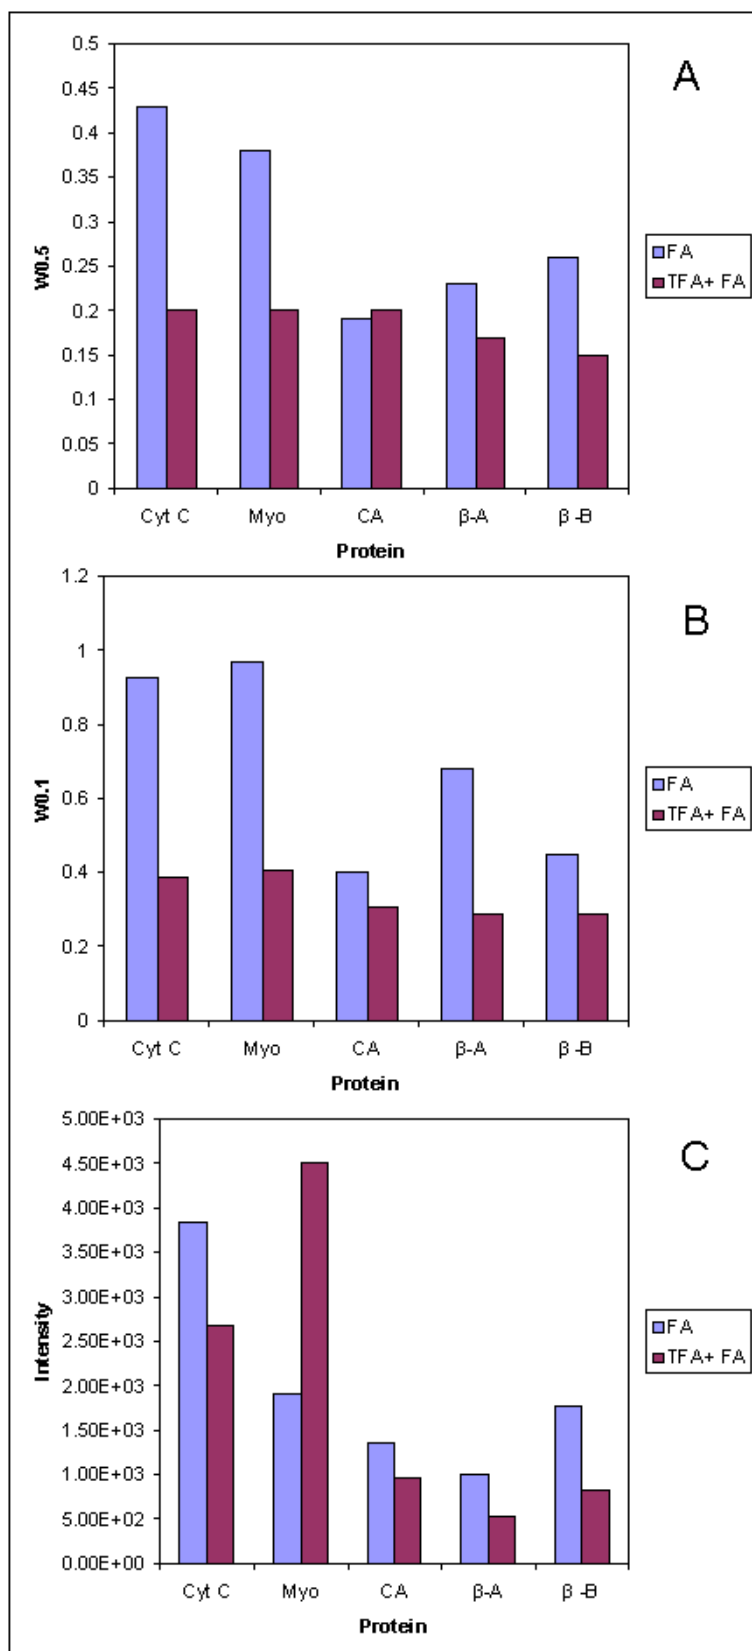 A
0.5
0.45
0.4
0.35
0.3
0.25
0.2
0.15
0.1
0.05
0
W0.5
Cyt C Myo CA β-A β-B
Protein
FA
TFA+ FA
B
1.2
1
0.8
0.6
0.4
0.2
0
W0.1
Cyt C Myo CA β-A β-B
Protein
FA
TFA+ FA
C
5.00E+03
4.50E+03
4.00E+03
3.50E+03
3.00E+03
2.50E+03
2.00E+03
1.50E+03
1.00E+03
5.00E+02
0.00E+00
Intensity
Cyt C Myo CA β-A β-B
Protein
FA
TFA+ FA